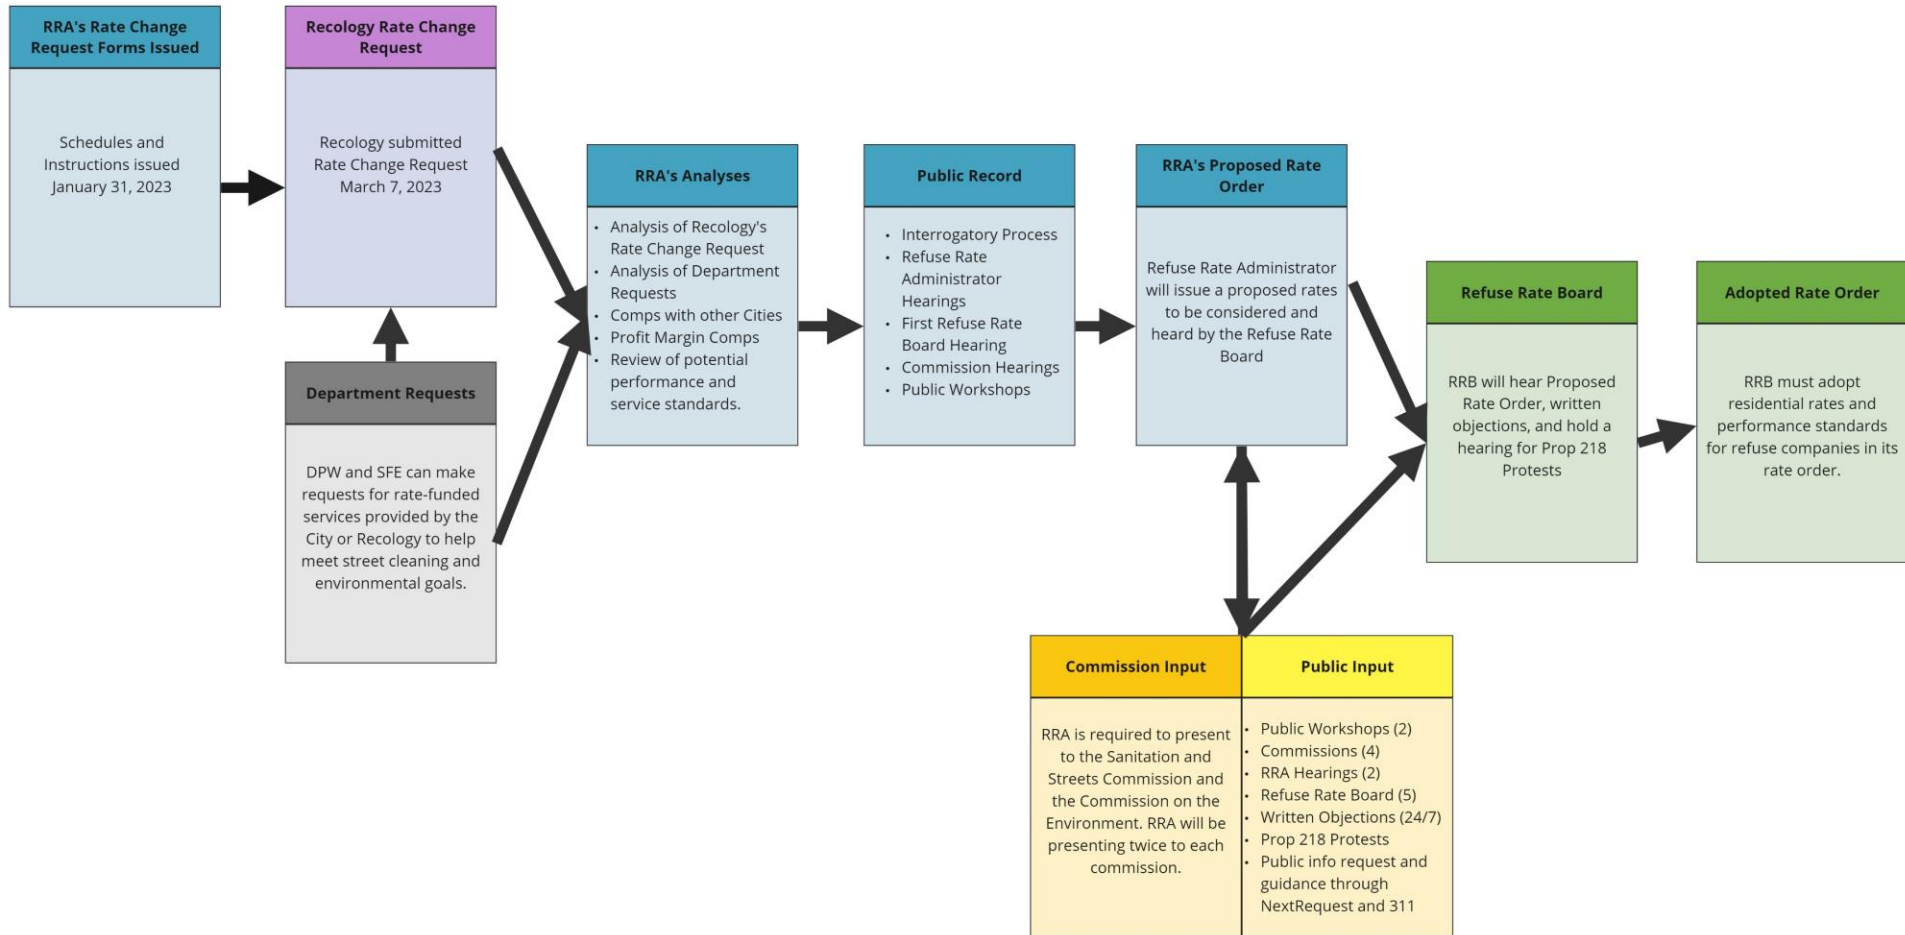 RRA's Rate Change
Request Forms Issued
Schedules and
Instructions issued
January 31, 2023
Recology Rate Change
Request
Recology submitted
Rate Change Request
March 7, 2023
Department Requests
DPW and SFE can make
requests for rate-funded
services provided by the
City or Recology to help
meet street cleaning and
environmental goals.
RRA's Analyses
• Analysis of Recology's
Rate Change Request
• Analysis of Department
Requests
• Comps with other Cities
• Profit Margin Comps
• Review of potential
performance and
service standards.
Public Record
• Interrogatory Process
• Refuse Rate
Administrator
Hearings
• First Refuse Rate
Board Hearing
• Commission Hearings
• Public Workshops
RRA's Proposed Rate
Order
Refuse Rate Administrator
will issue a proposed rates
to be considered and
heard by the Refuse Rate
Board
Commission Input
RRA is required to present
to the Sanitation and
Streets Commission and
the Commission on the
Environment. RRA will be
presenting twice to each
commission.
Public Input
• Public Workshops (2)
• Commissions (4)
• RRA Hearings (2)
• Refuse Rate Board (5)
• Written Objections (24/7)
• Prop 218 Protests
• Public info request and
guidance through
NextRequest and 311
Refuse Rate Board
RRB will hear Proposed
Rate Order, written
objections, and hold a
hearing for Prop 218
Protests
Adopted Rate Order
RRB must adopt
residential rates and
performance standards
for refuse companies in its
rate order.